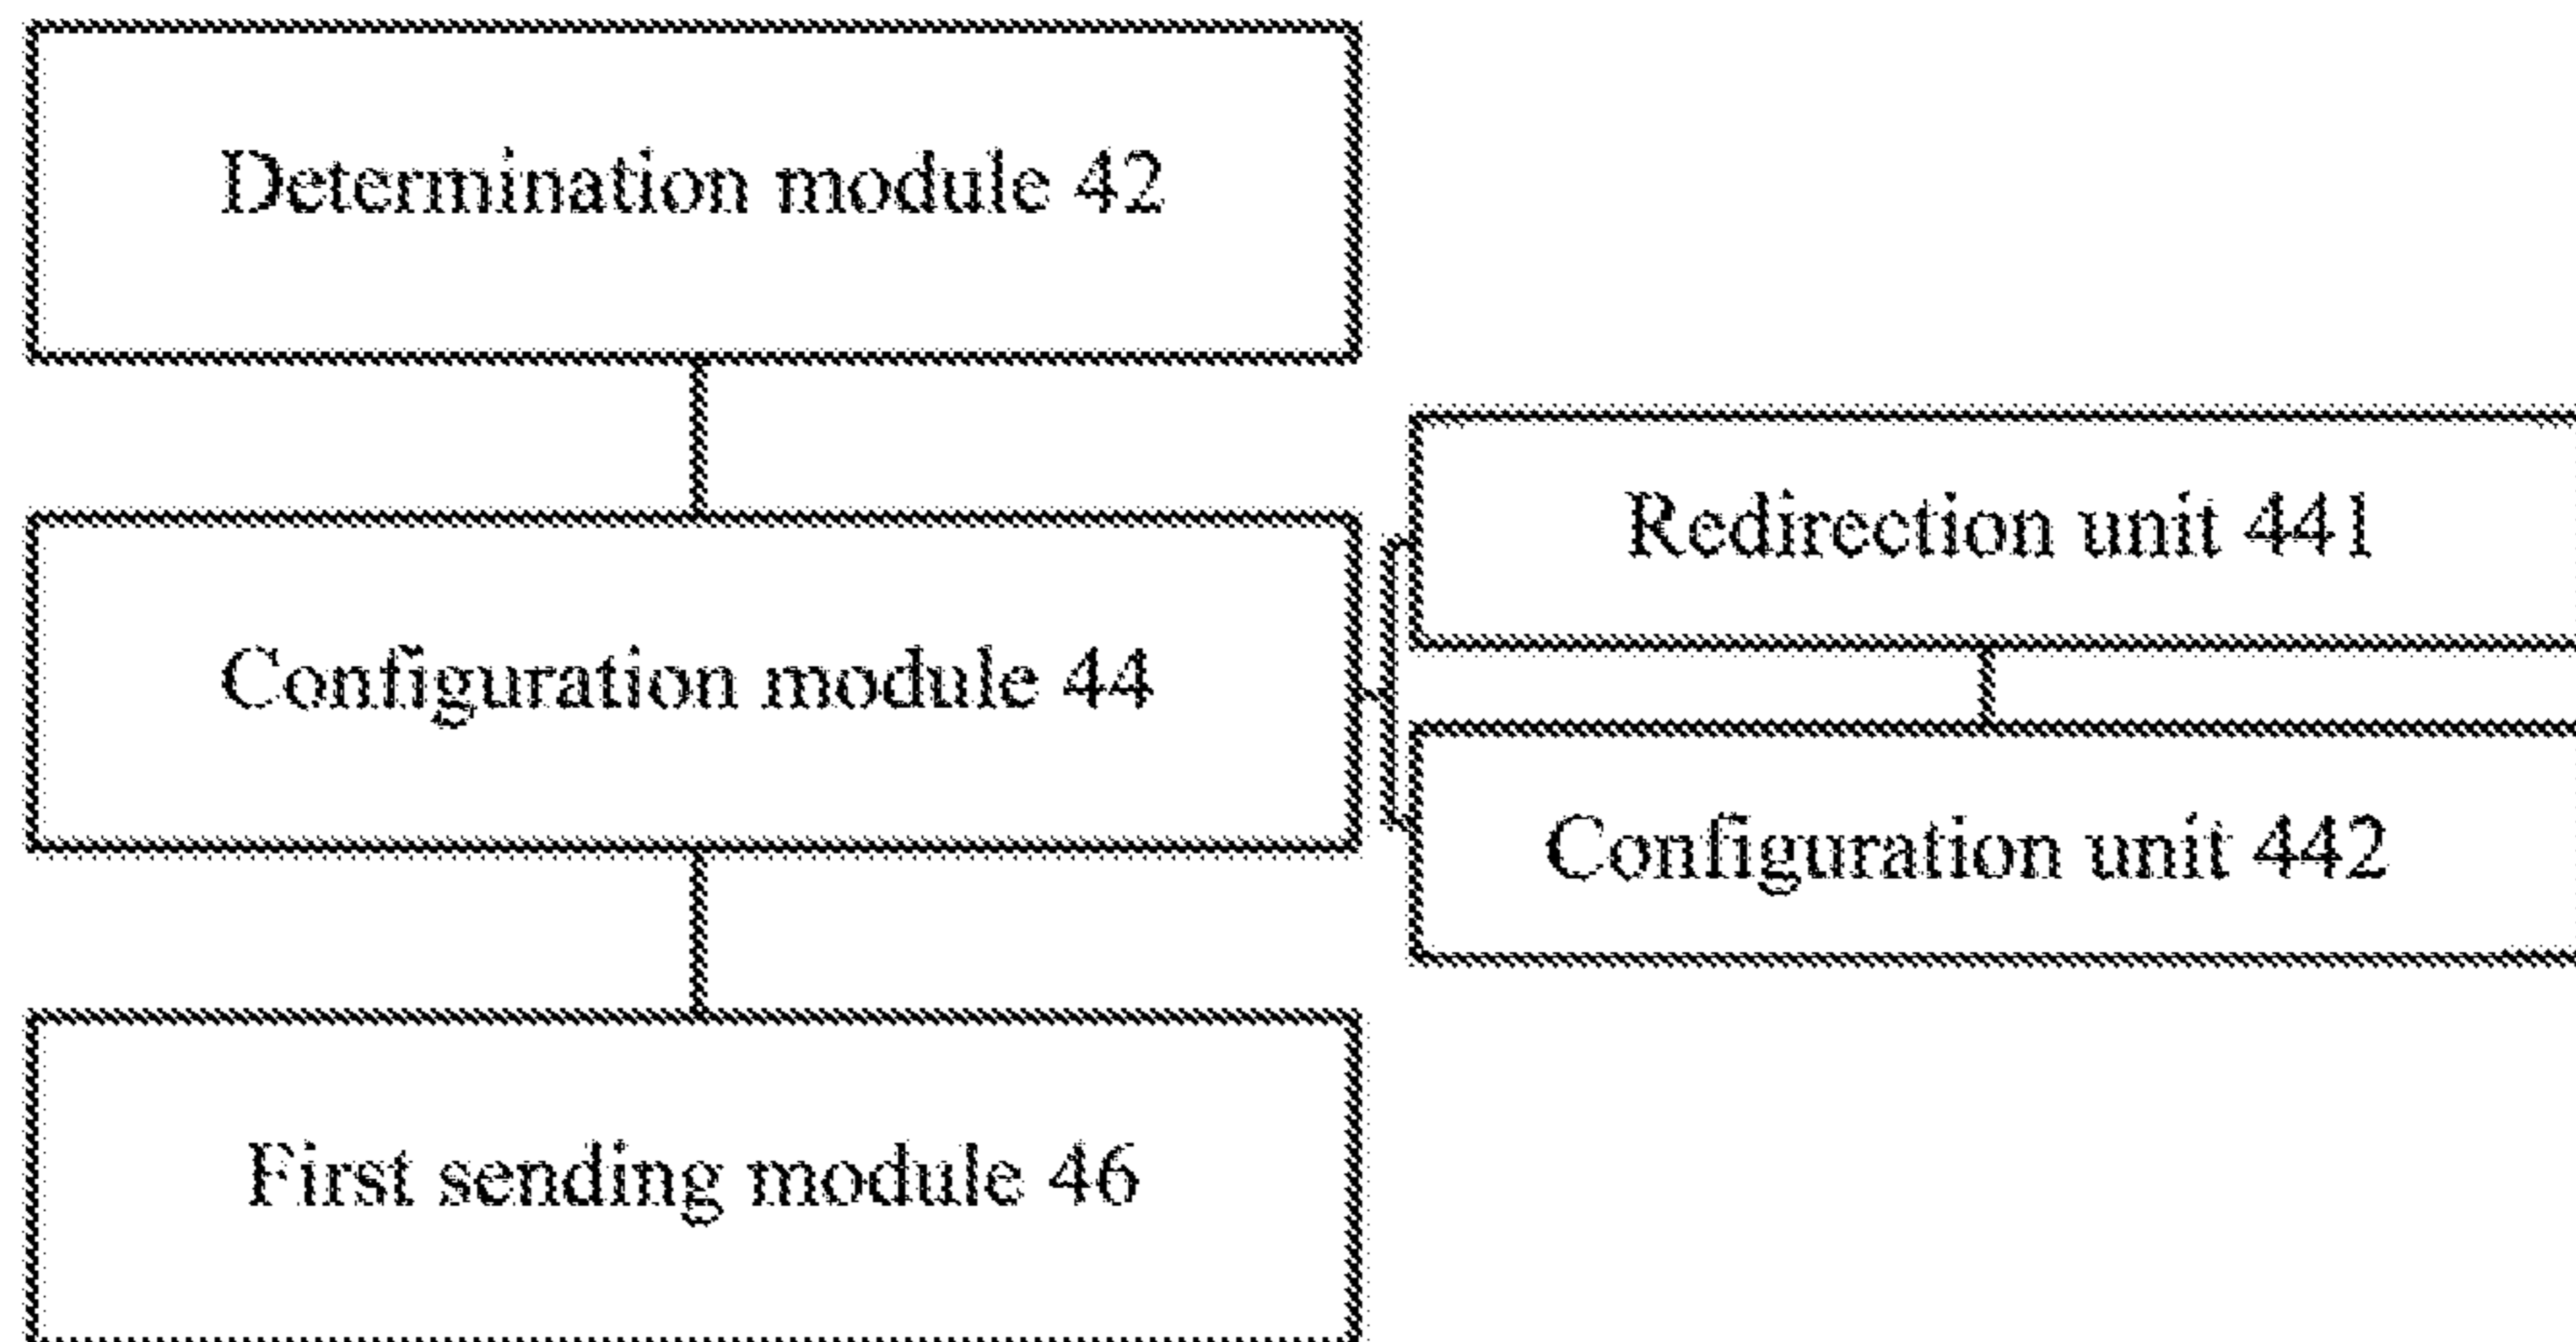 Determination module 42
Redirection unit 441
Configuration module 44
Configuration unit 442
First sending module 46